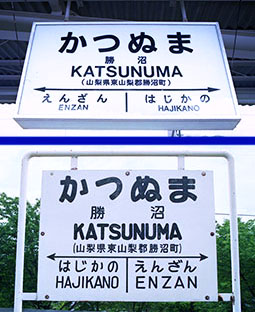 かつぬま
勝沼
KATSUNUMA
(山梨県東山梨郡勝沼町)
えんざん はじかの
ENZAN HAJIKANO
かつぬま
勝沼
KATSUNUMA
(山梨県東山梨郡勝沼町)
はじかの えんざん
HAJIKANO ENZAN